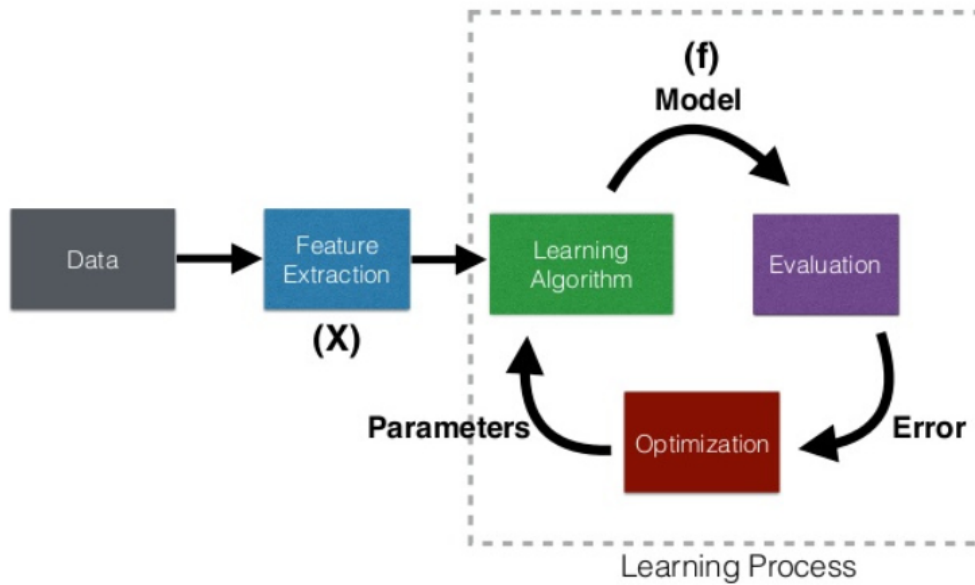 (f)
Model
Data
Feature
Extraction
(X)
Learning
Algorithm
Evaluation
Parameters
Optimization
Error
Learning Process